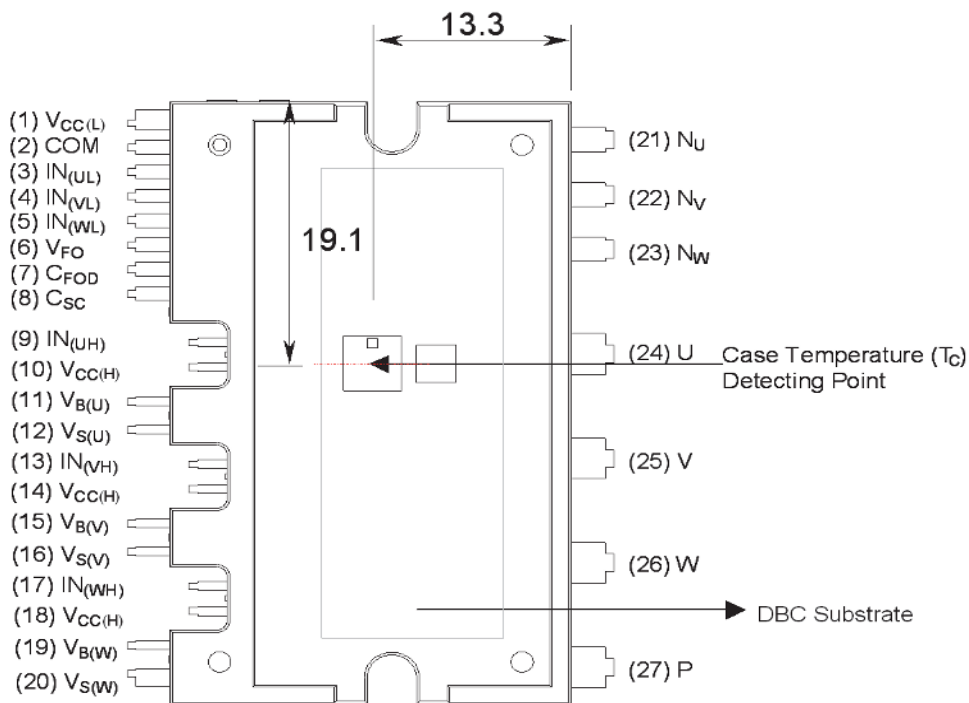 13.3
(1) VCC(L)
(2) COM
(3) IN(UL)
(4) IN(VL)
(5) IN(WL)
(6) VFO
(7) CFOD
(8) CSC
(9) IN(UH)
(10) VCC(H)
(11) VB(U)
(12) VS(U)
(13) IN(VH)
(14) VCC(H)
(15) VB(V)
(16) VS(V)
(17) IN(WH)
(18) VCC(H)
(19) VB(W)
(20) VS(W)
19.1
(21) NU
(22) NV
(23) NW
(24) U
Case Temperature (TC)
Detecting Point
(25) V
(26) W
DBC Substrate
(27) P